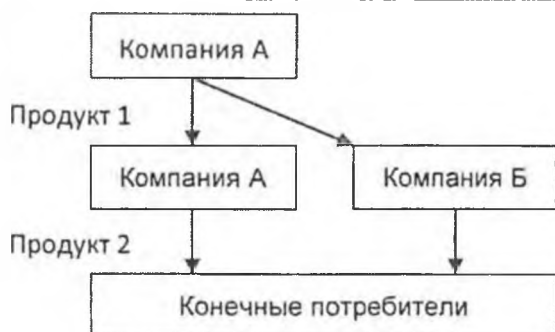 Компания А
Продукт 1
Компания А
Компания Б
Продукт 2
Конечные потребители